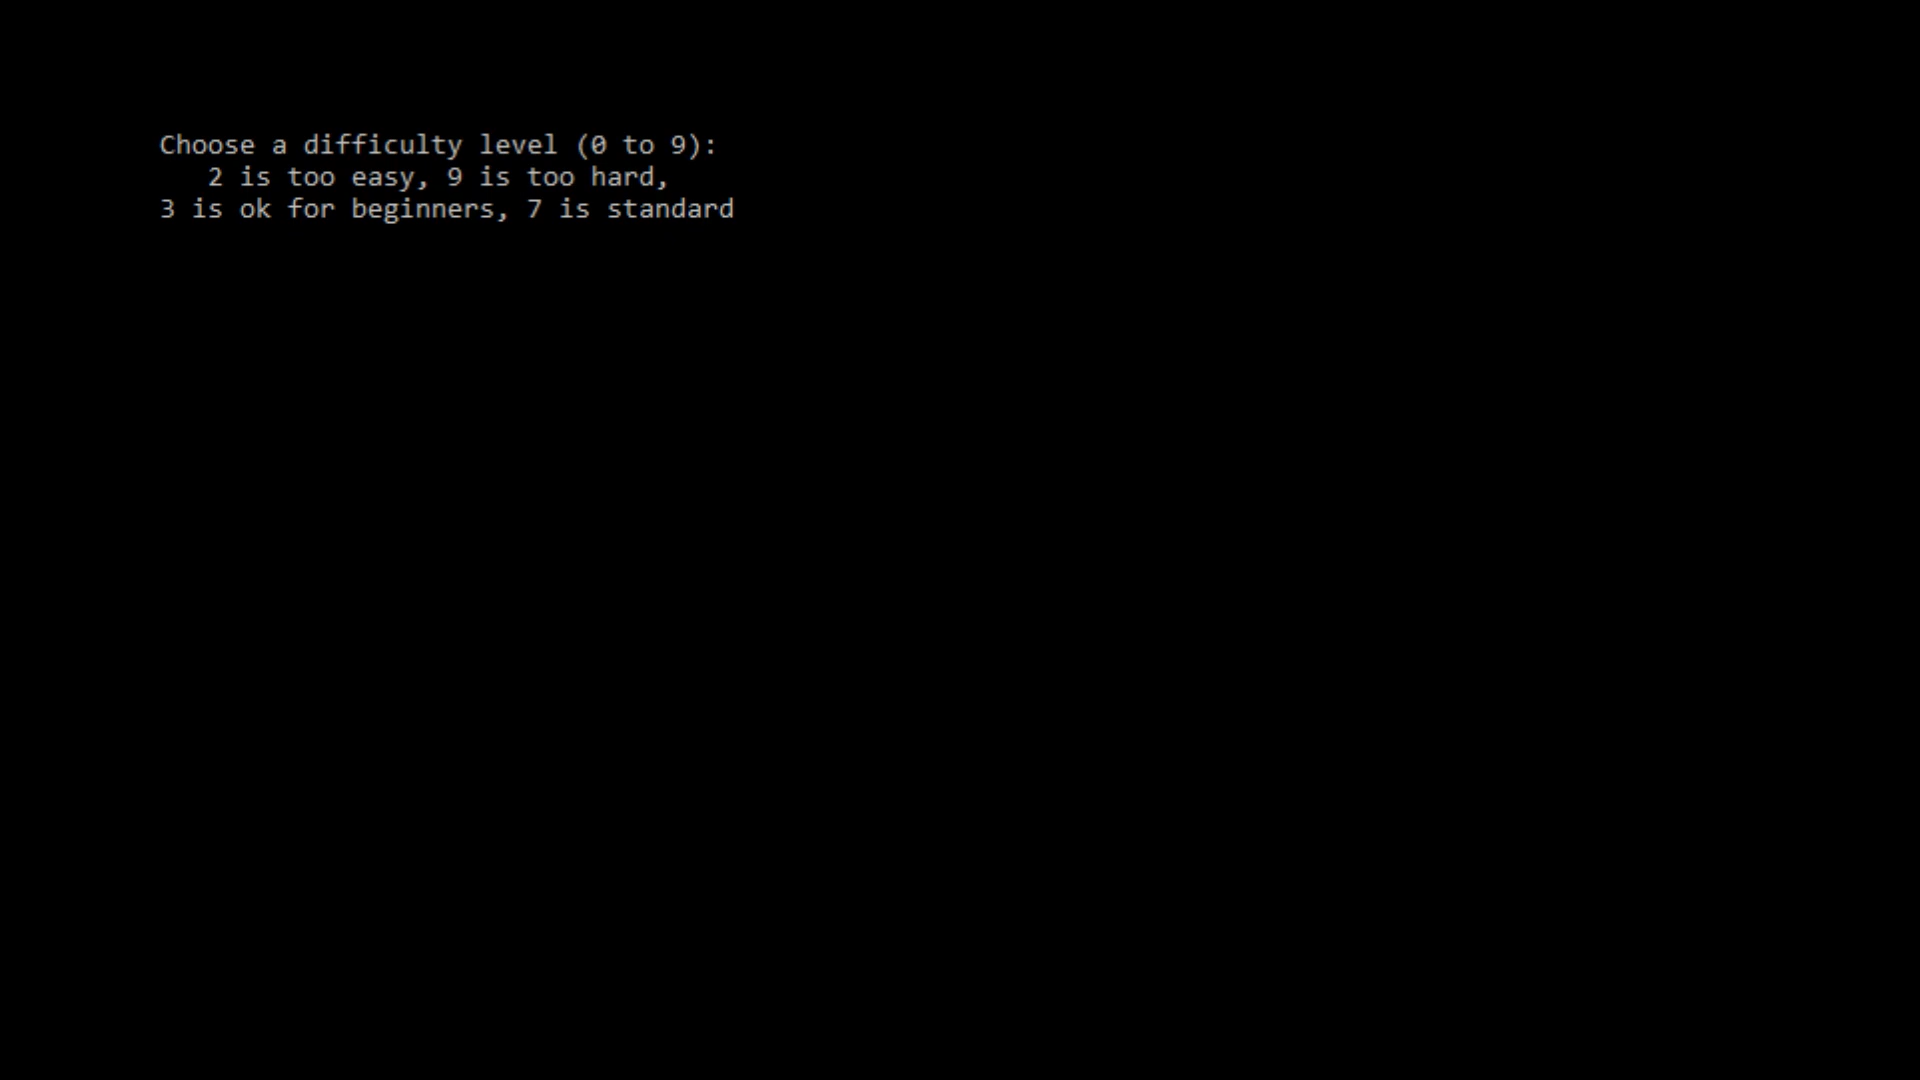 Choose a difficulty level (0 to 9):
2 is too easy, 9 is too hard,
3 is ok for beginners, 7 is standard